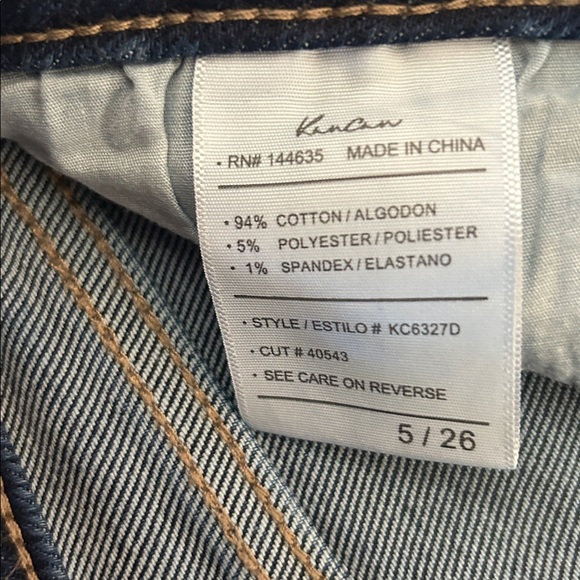 KanCan
• RN# 144635 MADE IN CHINA
• 94% COTTON / ALGODON
• 5% POLYESTER / POLIESTER
• 1% SPANDEX / ELASTANO
• STYLE / ESTILO # KC6327D
• CUT # 40543
• SEE CARE ON REVERSE
5 / 26